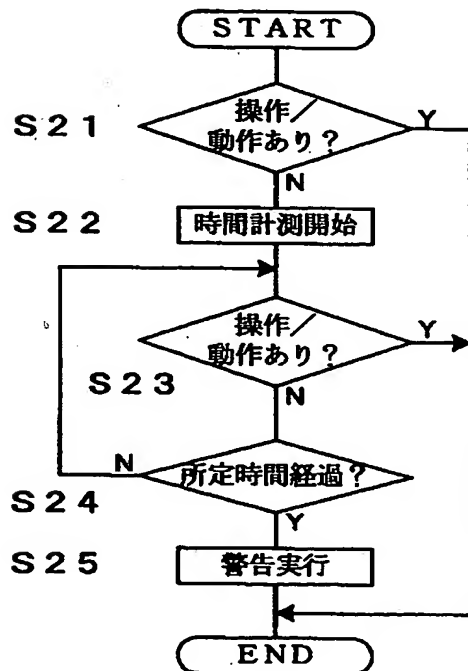 START
S21
操作／
動作あり？
Y
N
S22
時間計測開始
操作／
動作あり？
Y
S23
N
N
所定時間経過？
S24
Y
S25
警告実行
END